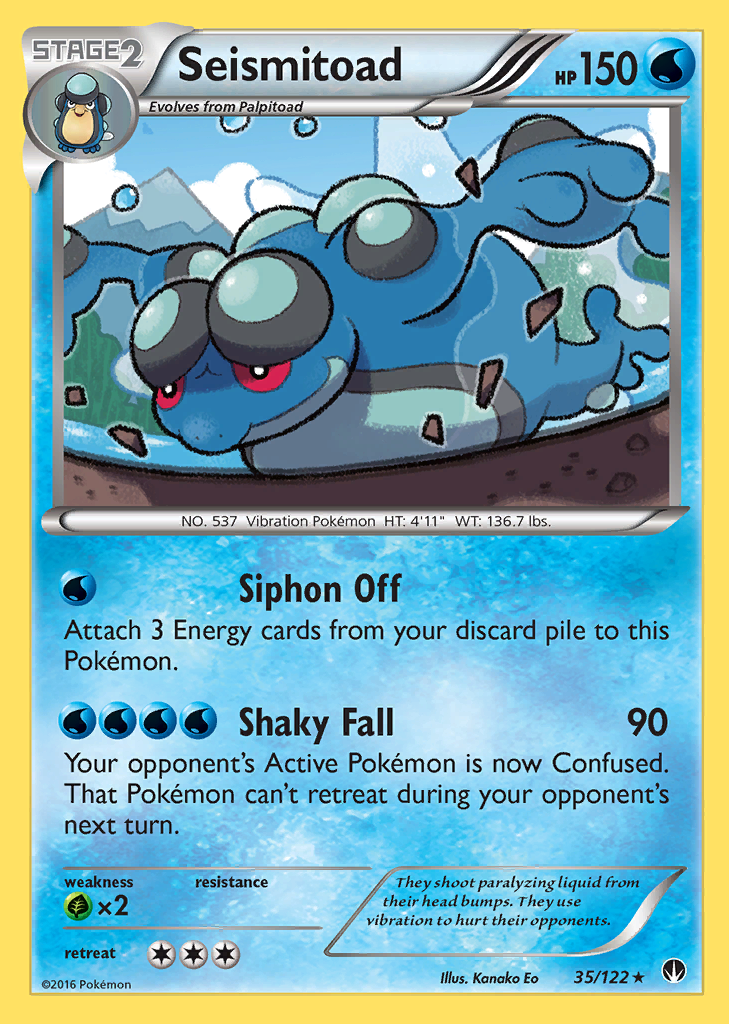 STAGE2
Seismitoad
HP150
Evolves from Palpitoad
NO. 537 Vibration Pokémon HT: 4'11" WT: 136.7 lbs.
Siphon Off
Attach 3 Energy cards from your discard pile to this
Pokémon.
Shaky Fall 90
Your opponent's Active Pokémon is now Confused.
That Pokémon can't retreat during your opponent's
next turn.
weakness resistance
×2
They shoot paralyzing liquid from
their head bumps. They use
vibration to hurt their opponents.
retreat
©2016 Pokémon
Illus. Kanako Eo 35/122 ★